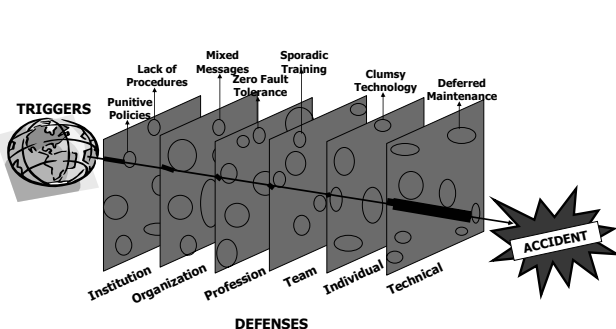 Mixed
Messages
Sporadic
Training
Lack of
Procedures
Zero Fault
Tolerance
Clumsy
Technology
Deferred
Maintenance
TRIGGERS
Punitive
Policies
ACCIDENT
Institution
Organization
Profession
Team
Individual
Technical
DEFENSES